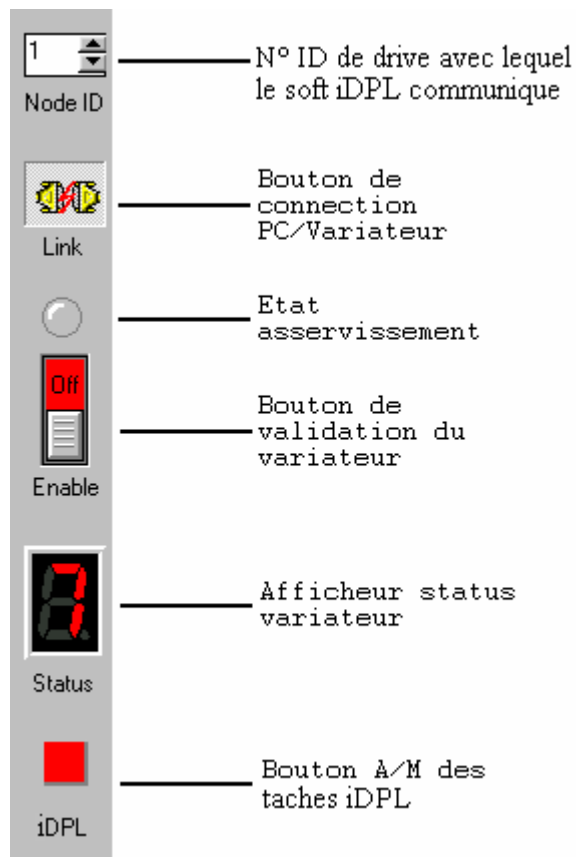 1
N° ID de drive avec lequel
le soft iDPL communique
Node ID
Bouton de
connection
PC/Variateur
Link
Etat
asservissement
Off
Bouton de
validation du
variateur
Enable
7
Afficheur status
variateur
Status
Bouton A/M des
taches iDPL
iDPL